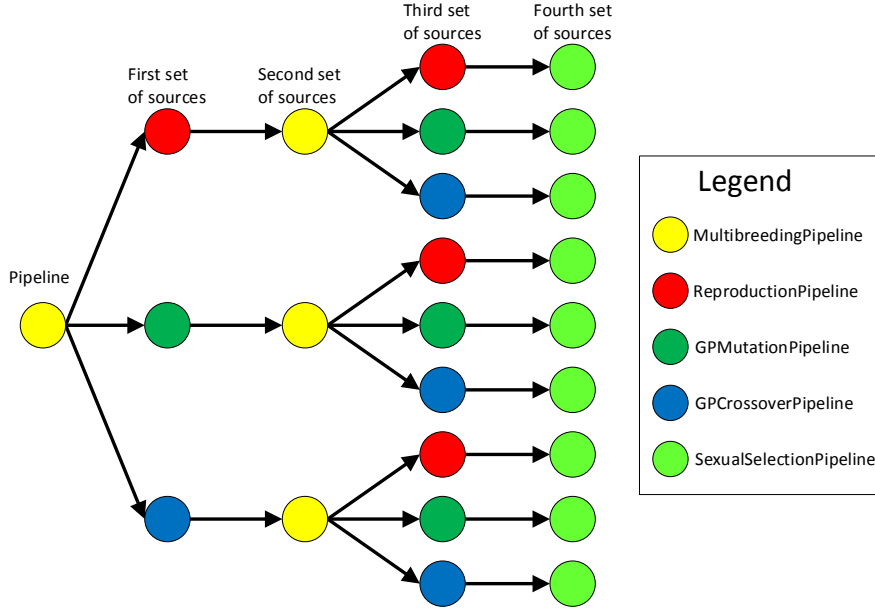 Third set
of sources
Fourth set
of sources
First set
of sources
Second set
of sources
Pipeline
Legend
MultibreedingPipeline
ReproductionPipeline
GPMutationPipeline
GPCrossoverPipeline
SexualSelectionPipeline